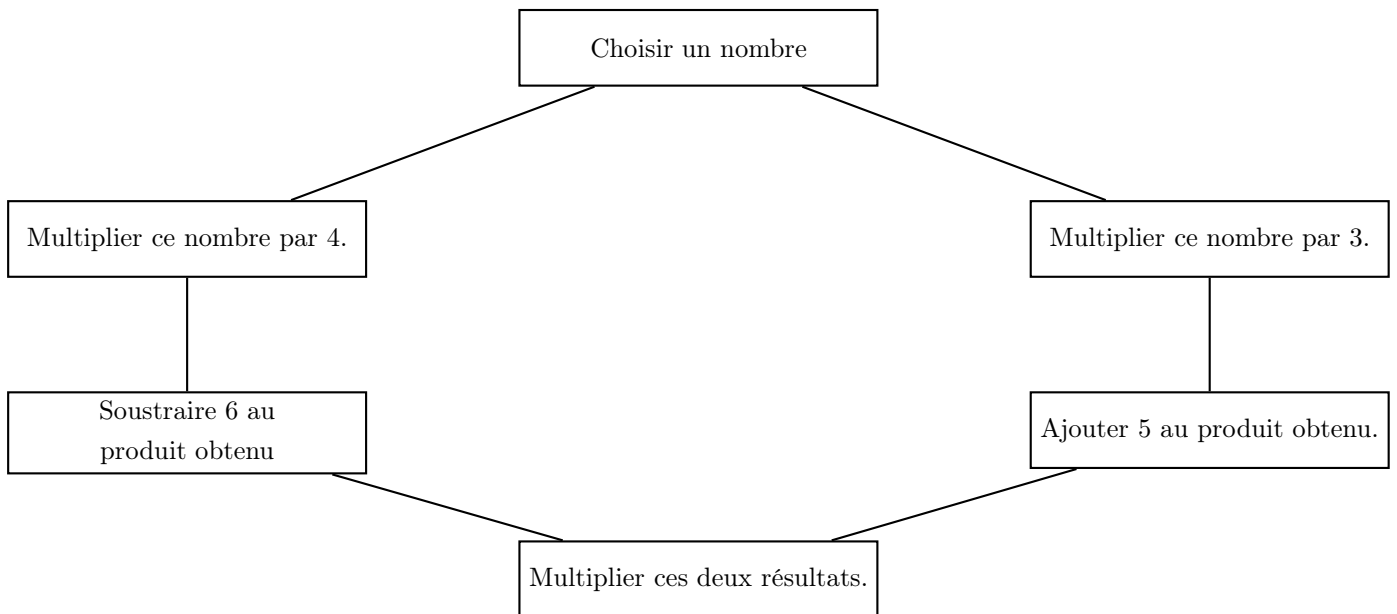 Choisir un nombre
Multiplier ce nombre par 4.
Multiplier ce nombre par 3.
Soustraire 6 au
produit obtenu
Ajouter 5 au produit obtenu.
Multiplier ces deux résultats.